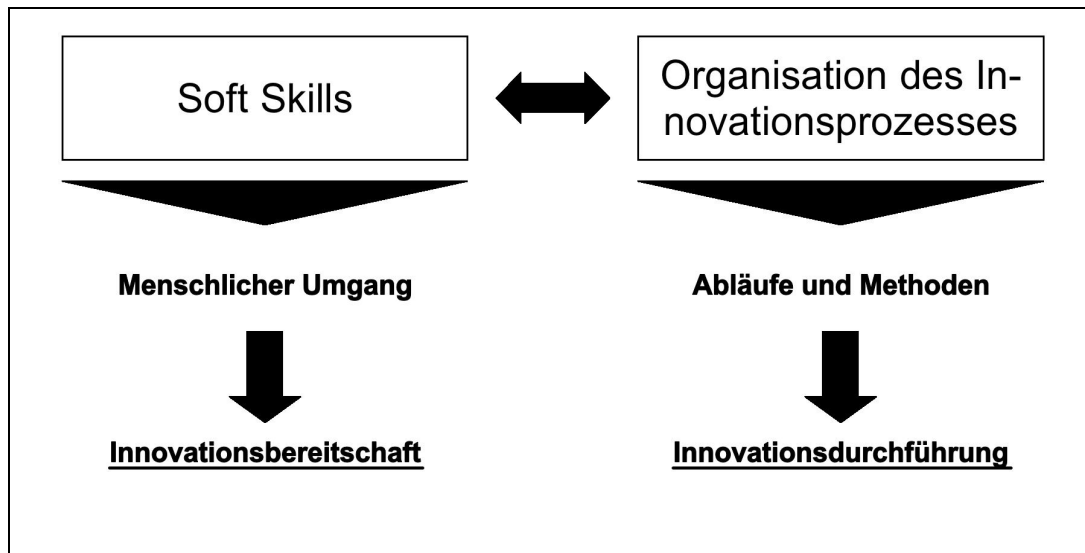 Soft Skills
Organisation des In-
novationsprozesses
Menschlicher Umgang
Abläufe und Methoden
Innovationsbereitschaft
Innovationsdurchführung